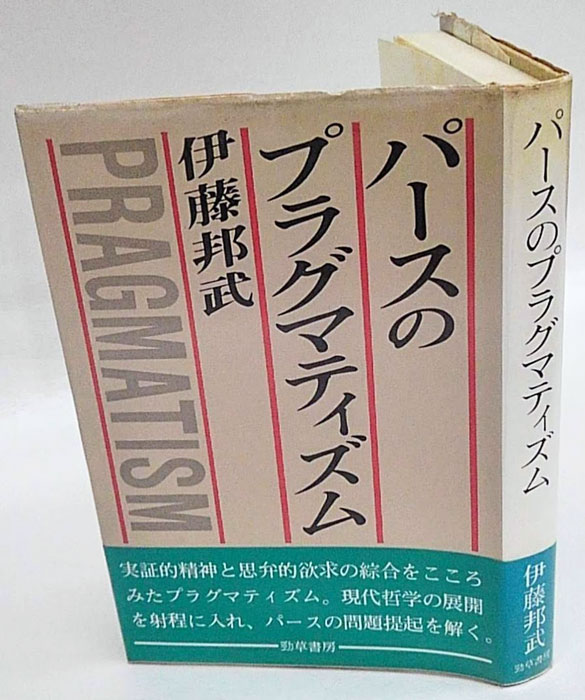 パースの
プラグマティズム
伊藤邦武
PRAGMATISM
実証的精神と思弁的欲求の綜合をこころ
みたプラグマティズム。現代哲学の展開
を射程に入れ、パースの問題提起を解く。
勁草書房
パースのプラグマティズム
伊藤邦武
勁草書房